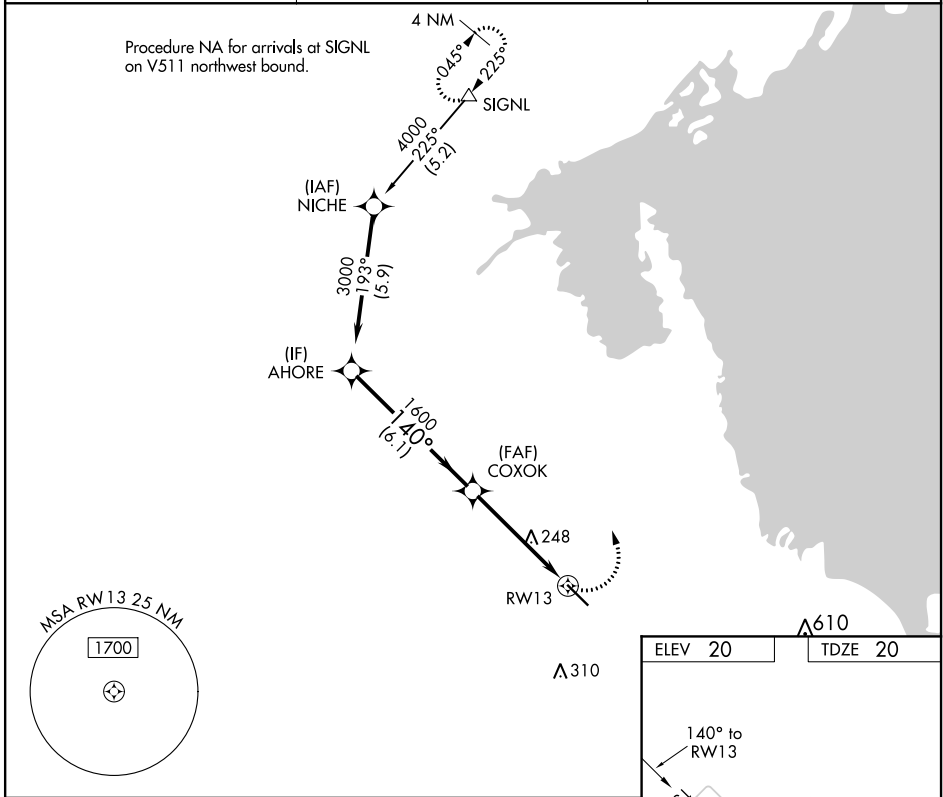 4 NM
Procedure NA for arrivals at SIGNL
on V511 northwest bound.
045°
225°
SIGNL
4000
225°
(5.2)
(IAF)
NICHE
3000
193°
(5.9)
(IF)
AHORE
1600
140°
(6.1)
(FAF)
COXOK
248
RW13
MSA RW13 25 NM
1700
310
610
ELEV 20
TDZE 20
140° to
RW13